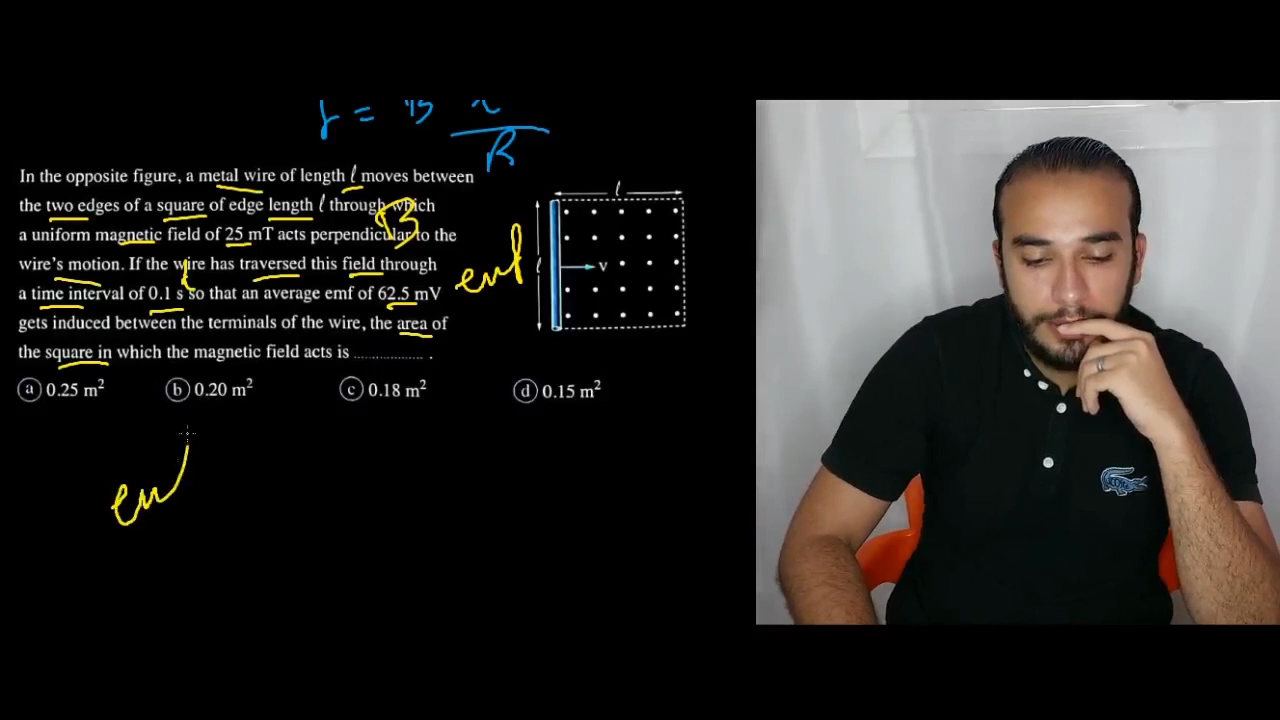 B
R
In the opposite figure, a metal wire of length ℓ moves between
the two edges of a square of edge length ℓ through which
a uniform magnetic field of 25 mT acts perpendicular to the
wire's motion. If the wire has traversed this field through
a time interval of 0.1 s so that an average emf of 62.5 mV
gets induced between the terminals of the wire, the area of
the square in which the magnetic field acts is .................. .
B
t
emf
ℓ
ℓ
v
ⓐ 0.25 m² ⓑ 0.20 m² ⓒ 0.18 m² ⓓ 0.15 m²